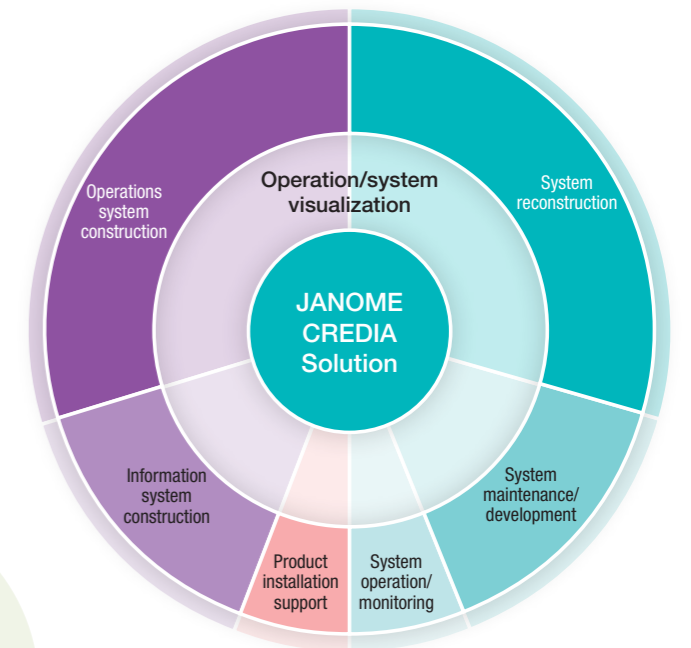 Operation/system
visualization
JANOME
CREDIA
Solution
Operations
system
construction
System
reconstruction
Information
system
construction
System
maintenance/
development
Product
installation
support
System
operation/
monitoring